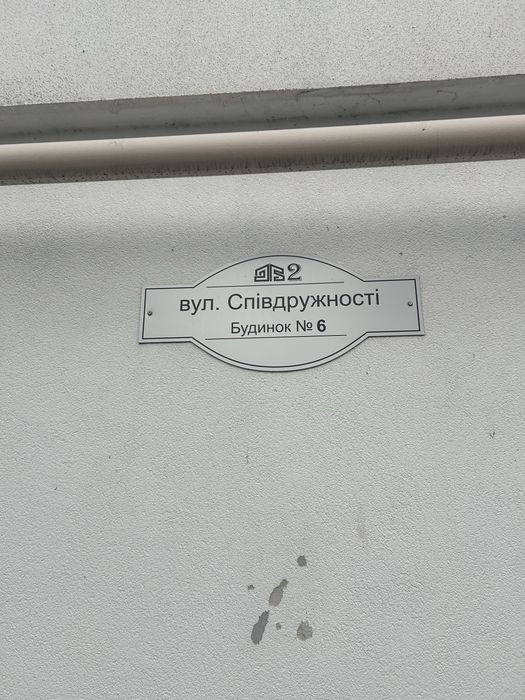 2
вул. Співдружності
Будинок № 6